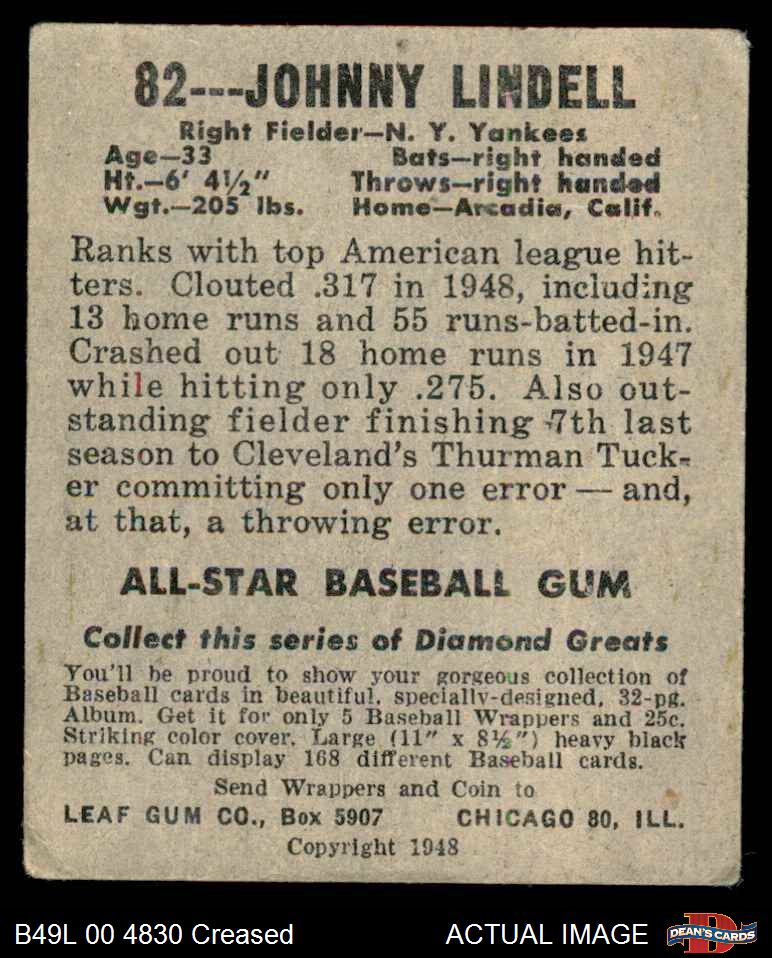 82---JOHNNY LINDELL
Right Fielder—N. Y. Yankees
Age—33 Bats—right handed
Ht.—6' 4½" Throws—right handed
Wgt.—205 lbs. Home—Arcadia, Calif.
Ranks with top American league hit-
ters. Clouted .317 in 1948, including
13 home runs and 55 runs-batted-in.
Crashed out 18 home runs in 1947
while hitting only .275. Also out-
standing fielder finishing 7th last
season to Cleveland's Thurman Tuck-
er committing only one error — and,
at that, a throwing error.
ALL-STAR BASEBALL GUM
Collect this series of Diamond Greats
You'll be proud to show your gorgeous collection of
Baseball cards in beautiful, specially-designed, 32-pg.
Album. Get it for only 5 Baseball Wrappers and 25c.
Striking color cover. Large (11" x 8½") heavy black
pages. Can display 168 different Baseball cards.
Send Wrappers and Coin to
LEAF GUM CO., Box 5907 CHICAGO 80, ILL.
Copyright 1948
B49L 00 4830 Creased ACTUAL IMAGE D DEAN'S CARDS